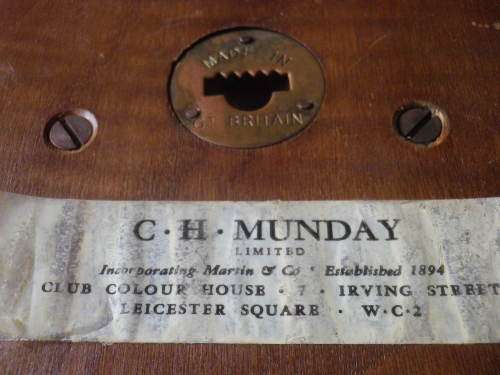 MADE IN
GT BRITAIN
C · H · MUNDAY
LIMITED
Incorporating Martin & Co · Established 1894
CLUB COLOUR HOUSE · 7 · IRVING STREET
LEICESTER SQUARE · W·C·2